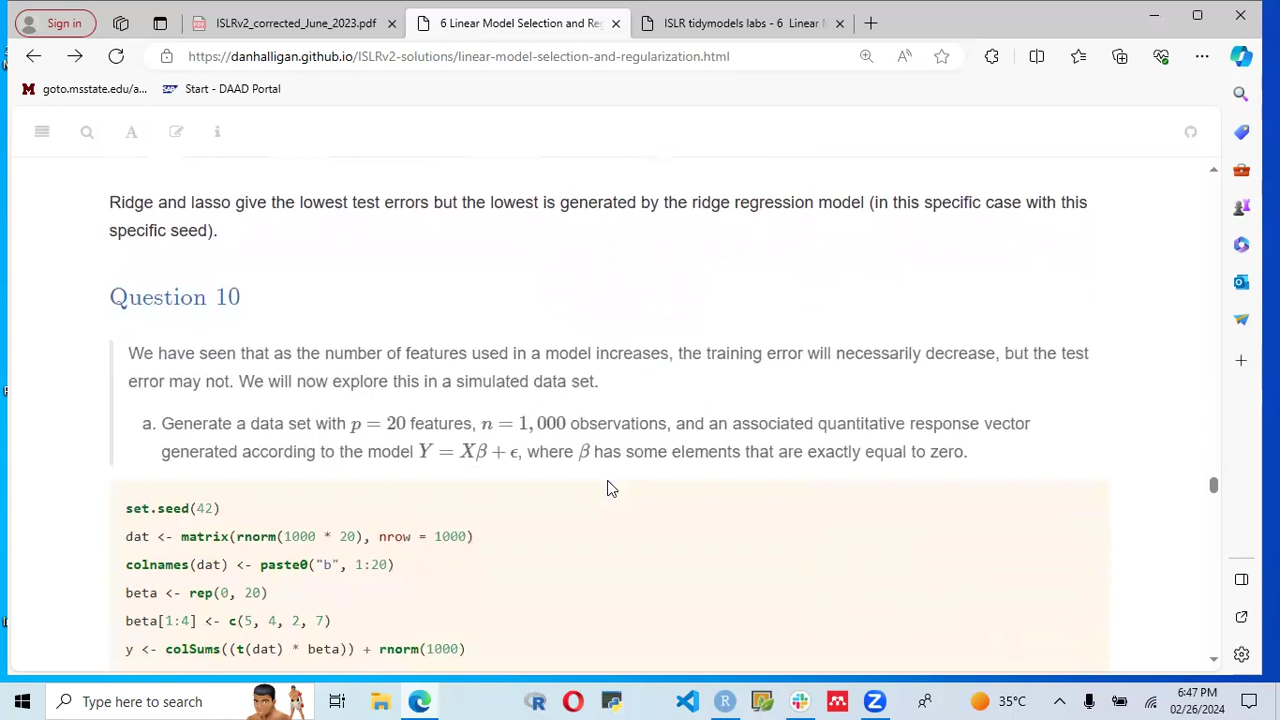 Sign in
ISLRv2_corrected_June_2023.pdf
6 Linear Model Selection and Reg
ISLR tidymodels labs - 6 Linear M
https://danhalligan.github.io/ISLRv2-solutions/linear-model-selection-and-regularization.html
goto.msstate.edu/a...
Start - DAAD Portal
Ridge and lasso give the lowest test errors but the lowest is generated by the ridge regression model (in this specific case with this
specific seed).
Question 10
We have seen that as the number of features used in a model increases, the training error will necessarily decrease, but the test
error may not. We will now explore this in a simulated data set.
a. Generate a data set with p = 20 features, n = 1,000 observations, and an associated quantitative response vector
generated according to the model Y = Xβ + ϵ, where β has some elements that are exactly equal to zero.
set.seed(42)
dat <- matrix(rnorm(1000 * 20), nrow = 1000)
colnames(dat) <- paste0("b", 1:20)
beta <- rep(0, 20)
beta[1:4] <- c(5, 4, 2, 7)
y <- colSums((t(dat) * beta)) + rnorm(1000)
Type here to search
35°C
6:47 PM
02/26/2024